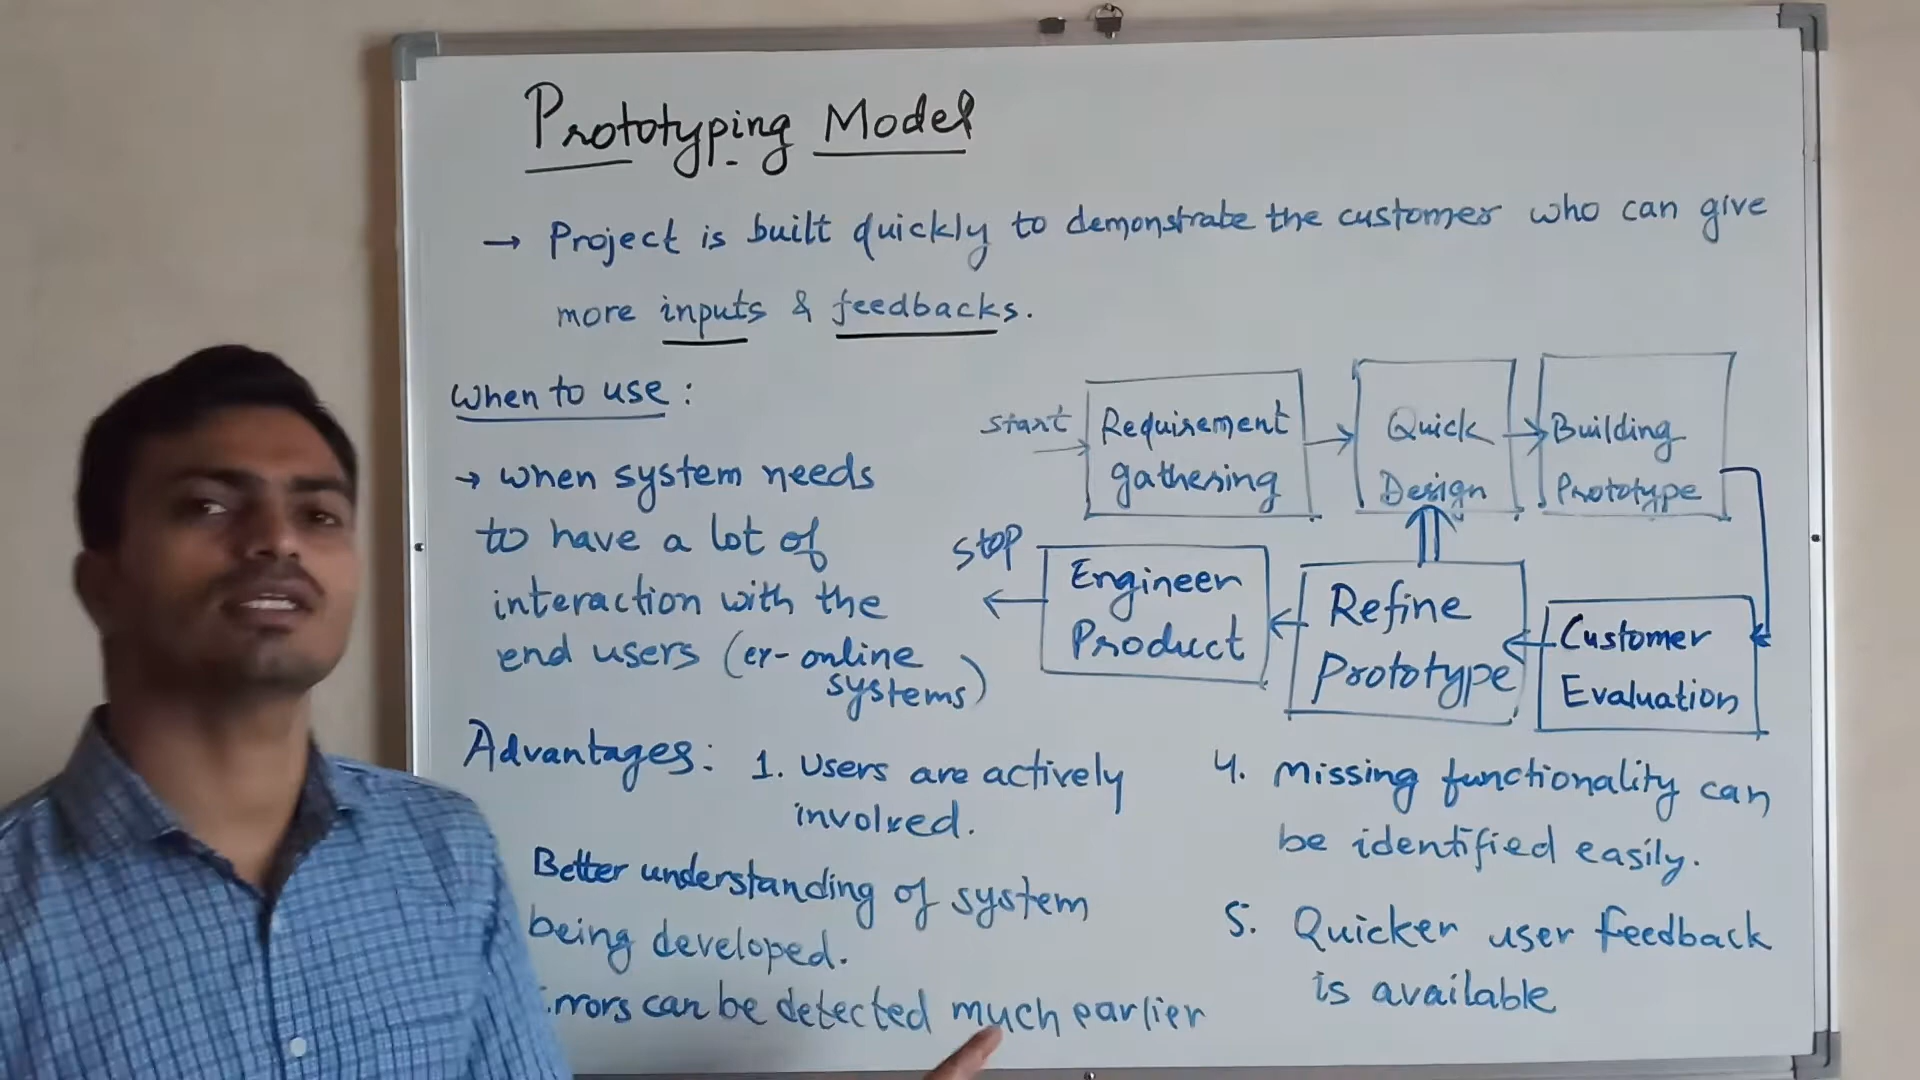 Prototyping Model
→ Project is built quickly to demonstrate the customer who can give
more inputs & feedbacks.
When to use :
→ when system needs
to have a lot of
interaction with the
end users (ex-online
systems)
start
Requirement
gathering
Quick
Design
Building
Prototype
Customer
Evaluation
Refine
Prototype
Engineer
Product
stop
Advantages: 1. Users are actively
involved.
Better understanding of system
being developed.
rrors can be detected much earlier
4. Missing functionality can
be identified easily.
5. Quicker user feedback
is available